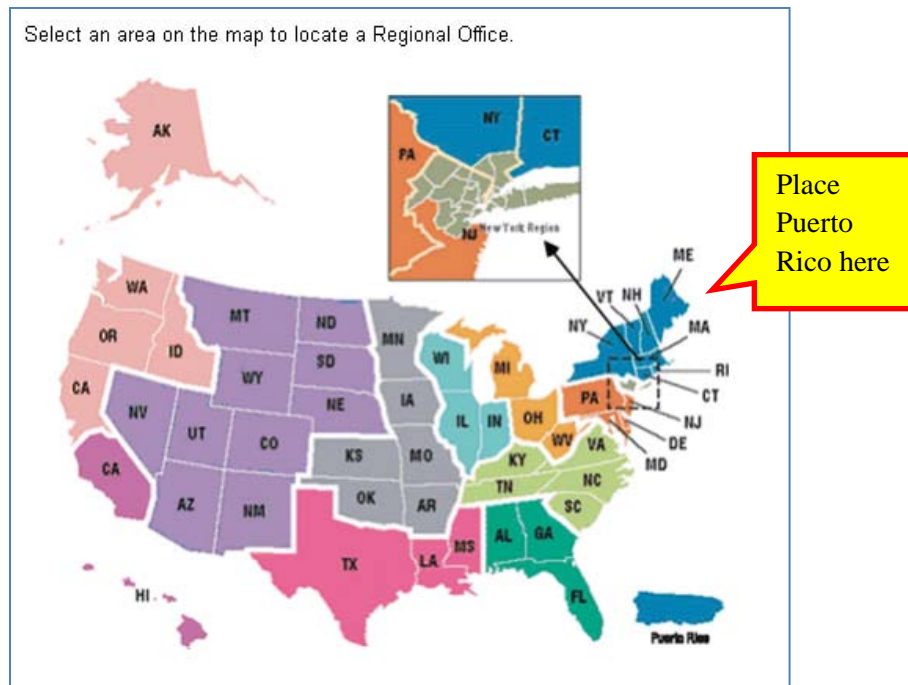 Select an area on the map to locate a Regional Office.
AK
NY
CT
PA
NJ
New York Region
Place
Puerto
Rico here
ME
NH
VT
NY
MA
RI
CT
NJ
DE
MD
WA
OR
ID
CA
MT
ND
MN
WI
MI
SD
WY
NE
IA
NV
UT
CO
IL
IN
OH
PA
WV
VA
CA
KS
MO
KY
NC
AZ
NM
OK
AR
TN
SC
TX
LA
MS
AL
GA
FL
HI
Puerto Rico